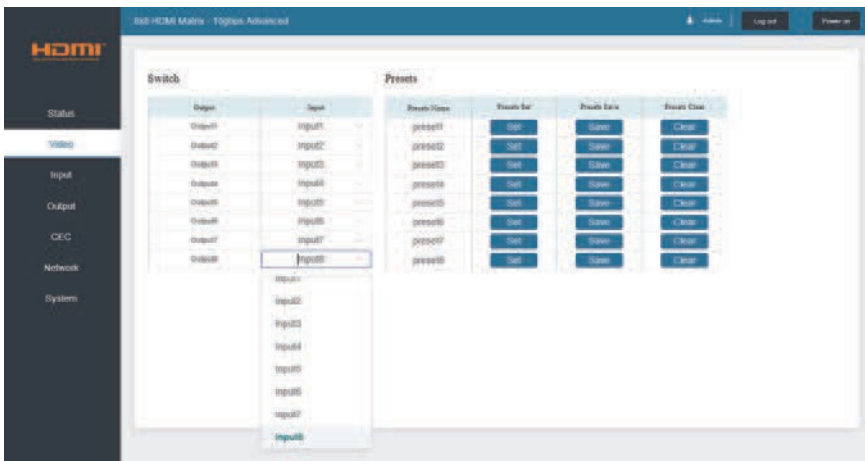 8x8 HDMI Matrix - 10gbps Advanced
Admin
Log out
Power on
HDMI
Status
Video
Input
Output
CEC
Network
System
Switch
Output Input
Output1 input1
Output2 input2
Output3 input3
Output4 input4
Output5 input5
Output6 input6
Output7 input7
Output8 input8
input1
input2
input3
input4
input5
input6
input7
input8
Presets
Presets Name Presets Set Presets Save Presets Clear
preset1 Set Save Clear
preset2 Set Save Clear
preset3 Set Save Clear
preset4 Set Save Clear
preset5 Set Save Clear
preset6 Set Save Clear
preset7 Set Save Clear
preset8 Set Save Clear